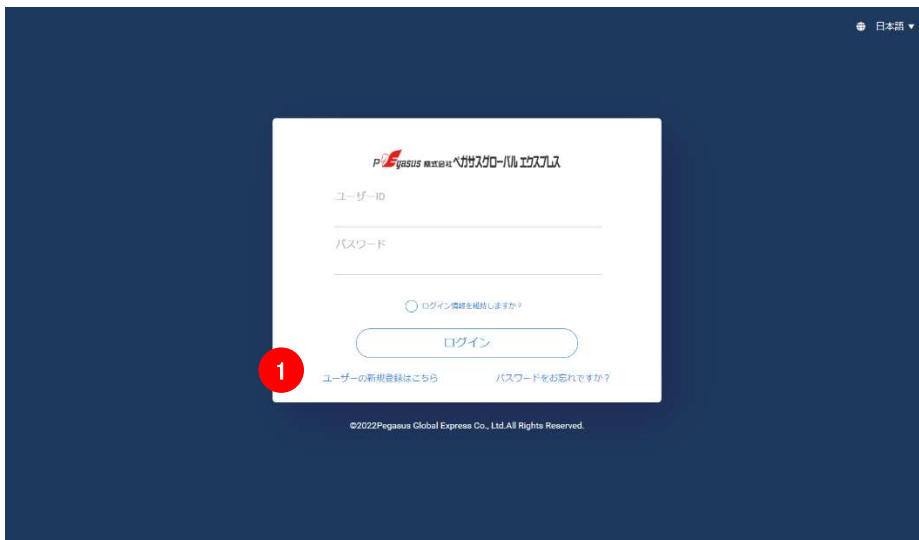 日本語 ▼
Pegasus 株式会社 ペガサスグローバル エクスプレス
ユーザーID
パスワード
ログイン情報を維持しますか?
ログイン
1
ユーザーの新規登録はこちら パスワードをお忘れですか?
©2022Pegasus Global Express Co., Ltd.All Rights Reserved.